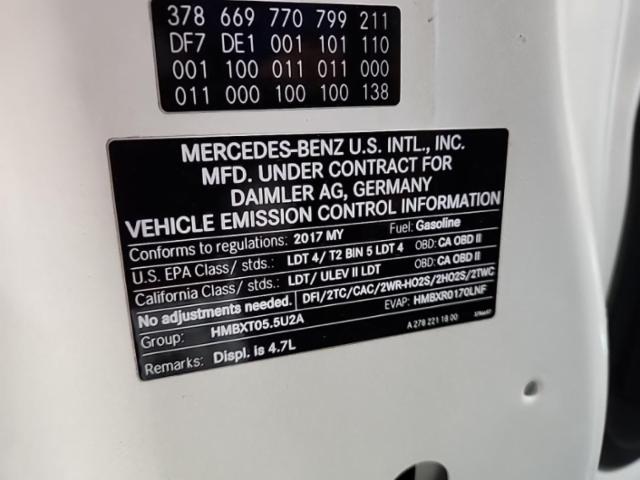 378 669 770 799 211
DF7 DE1 001 101 110
001 100 011 011 000
011 000 100 100 138
MERCEDES-BENZ U.S. INTL., INC.
MFD. UNDER CONTRACT FOR
DAIMLER AG, GERMANY
VEHICLE EMISSION CONTROL INFORMATION
Conforms to regulations: 2017 MY Fuel: Gasoline
U.S. EPA Class/ stds.: LDT 4/ T2 BIN 5 LDT 4 OBD: CA OBD II
California Class/ stds.: LDT/ ULEV II LDT OBD: CA OBD II
No adjustments needed. DFI/2TC/CAC/2WR-HO2S/2HO2S/2TWC
Group: HMBXT05.5U2A EVAP: HMBXR0170LNF
Remarks: Displ. is 4.7L A 278 221 18 00